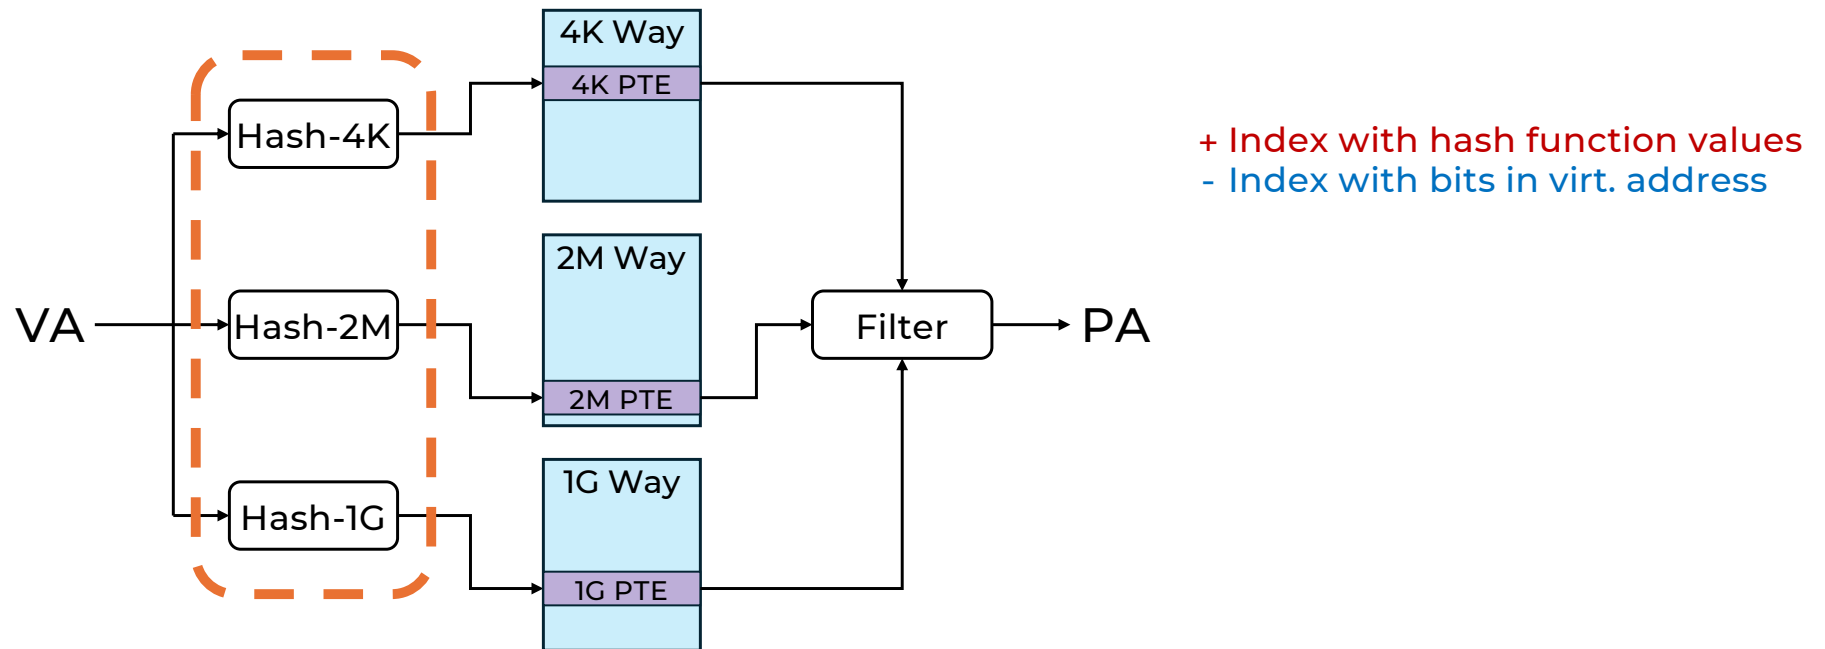 4K Way
4K PTE
Hash-4K
+ Index with hash function values
- Index with bits in virt. address
2M Way
VA
Hash-2M
Filter
PA
2M PTE
1G Way
Hash-1G
1G PTE